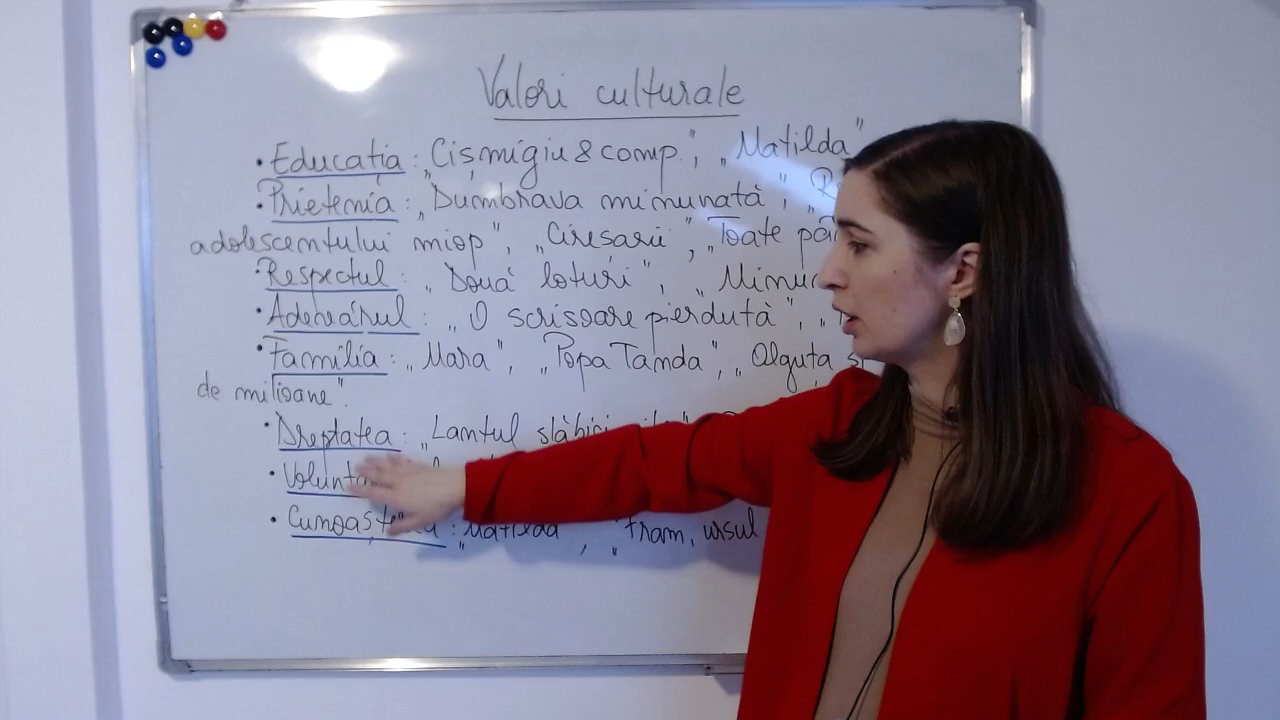 Valori culturale
• Educația : „Cișmigiu & comp.", „Matilda"
• Prietenia : „Dumbrava minunată", „R
adolescentului miop", „Cireșarii", „Toate
• Respectul : „Două loturi", „
• Adevărul : „O scrisoare pierdută", „
• Familia : „Mara", „Popa Tanda", „Olguța și
de milioane".
• Dreptatea : „Lanțul
•
• : „Matilda", „Fram, ursul